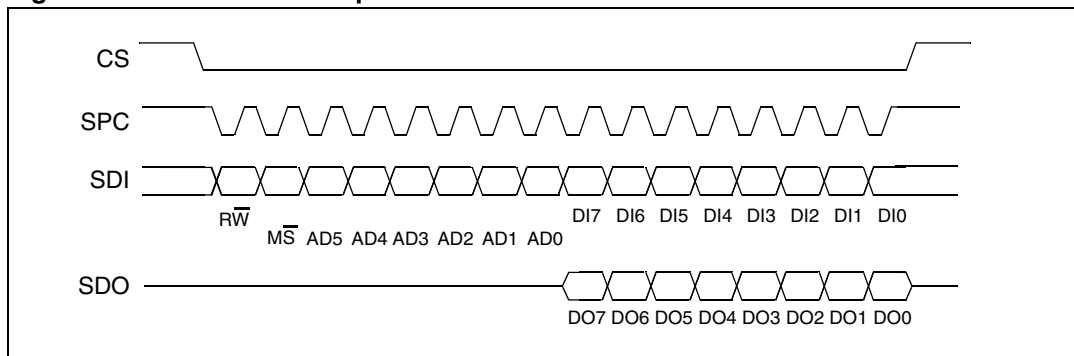 CS
SPC
SDI
RW̅ DI7 DI6 DI5 DI4 DI3 DI2 DI1 DI0
MS̅ AD5 AD4 AD3 AD2 AD1 AD0
SDO
DO7 DO6 DO5 DO4 DO3 DO2 DO1 DO0